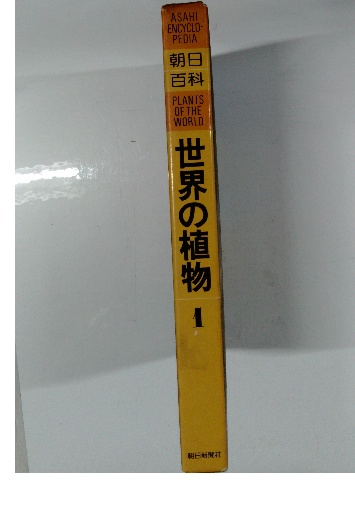 ASAHI
ENCYCLO-
PEDIA
朝日
百科
PLANTS
OF THE
WORLD
世界の植物
1
朝日新聞社